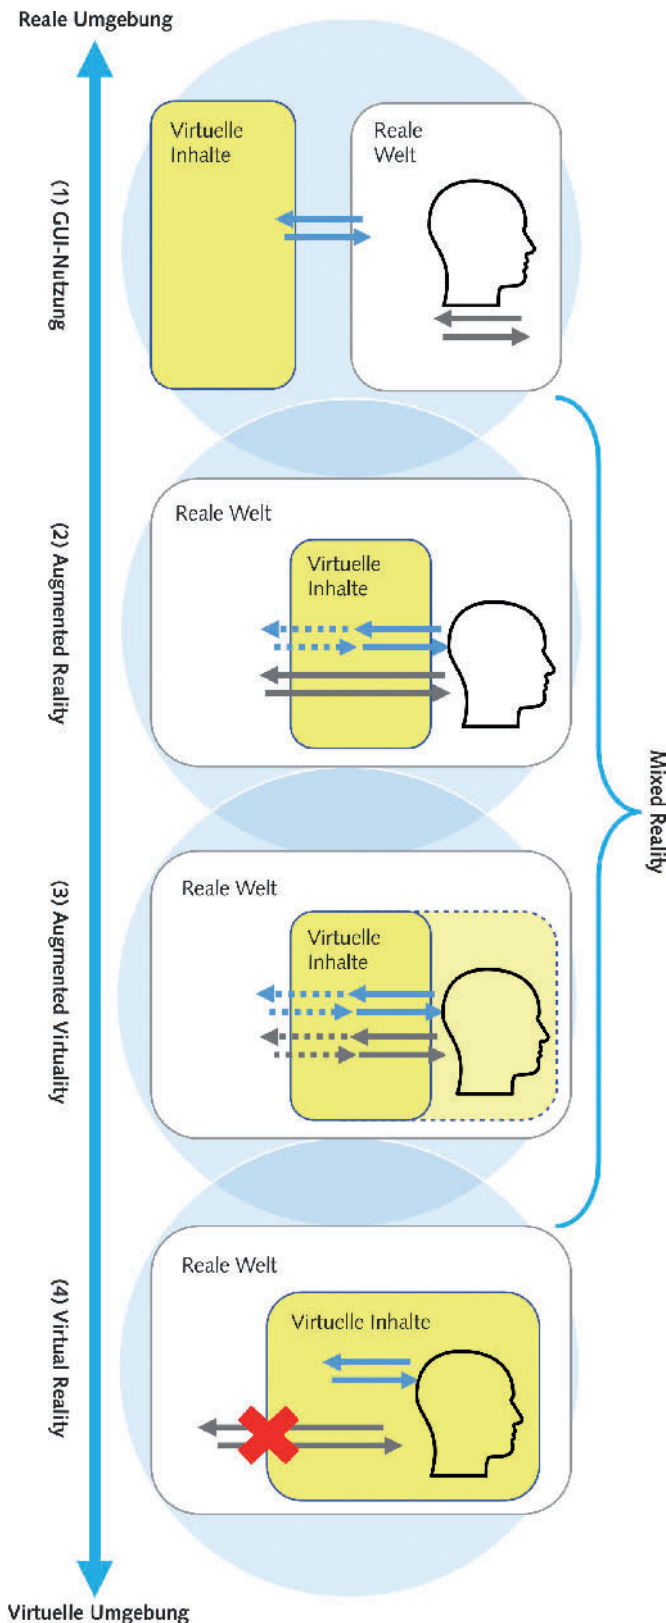 Reale Umgebung
(1) GUI-Nutzung
Virtuelle
Inhalte
Reale
Welt
(2) Augmented Reality
Reale Welt
Virtuelle
Inhalte
Mixed Reality
(3) Augmented Virtuality
Reale Welt
Virtuelle
Inhalte
(4) Virtual Reality
Reale Welt
Virtuelle Inhalte
Virtuelle Umgebung